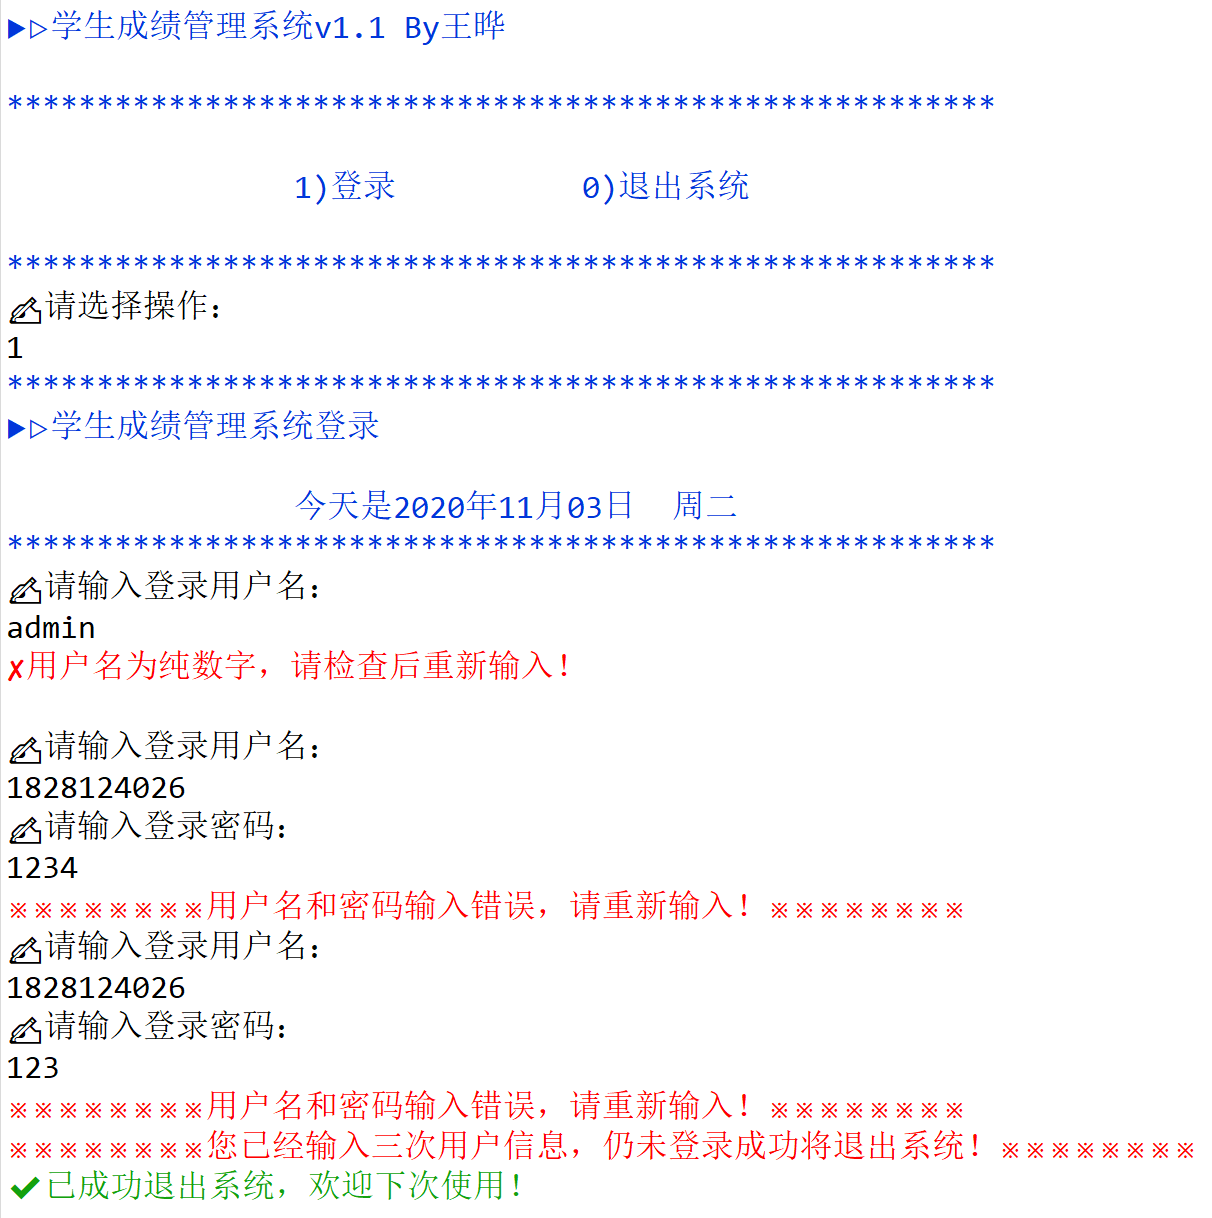 ▶▷学生成绩管理系统v1.1 By王晔
*******************************************************
1)登录 0)退出系统
*******************************************************
✍请选择操作：
1
*******************************************************
▶▷学生成绩管理系统登录
今天是2020年11月03日 周二
*******************************************************
✍请输入登录用户名：
admin
✗用户名为纯数字，请检查后重新输入！
✍请输入登录用户名：
1828124026
✍请输入登录密码：
1234
※※※※※※※※用户名和密码输入错误，请重新输入！※※※※※※※※
✍请输入登录用户名：
1828124026
✍请输入登录密码：
123
※※※※※※※※用户名和密码输入错误，请重新输入！※※※※※※※※
※※※※※※※※您已经输入三次用户信息，仍未登录成功将退出系统！※※※※※※※※
✔已成功退出系统，欢迎下次使用！